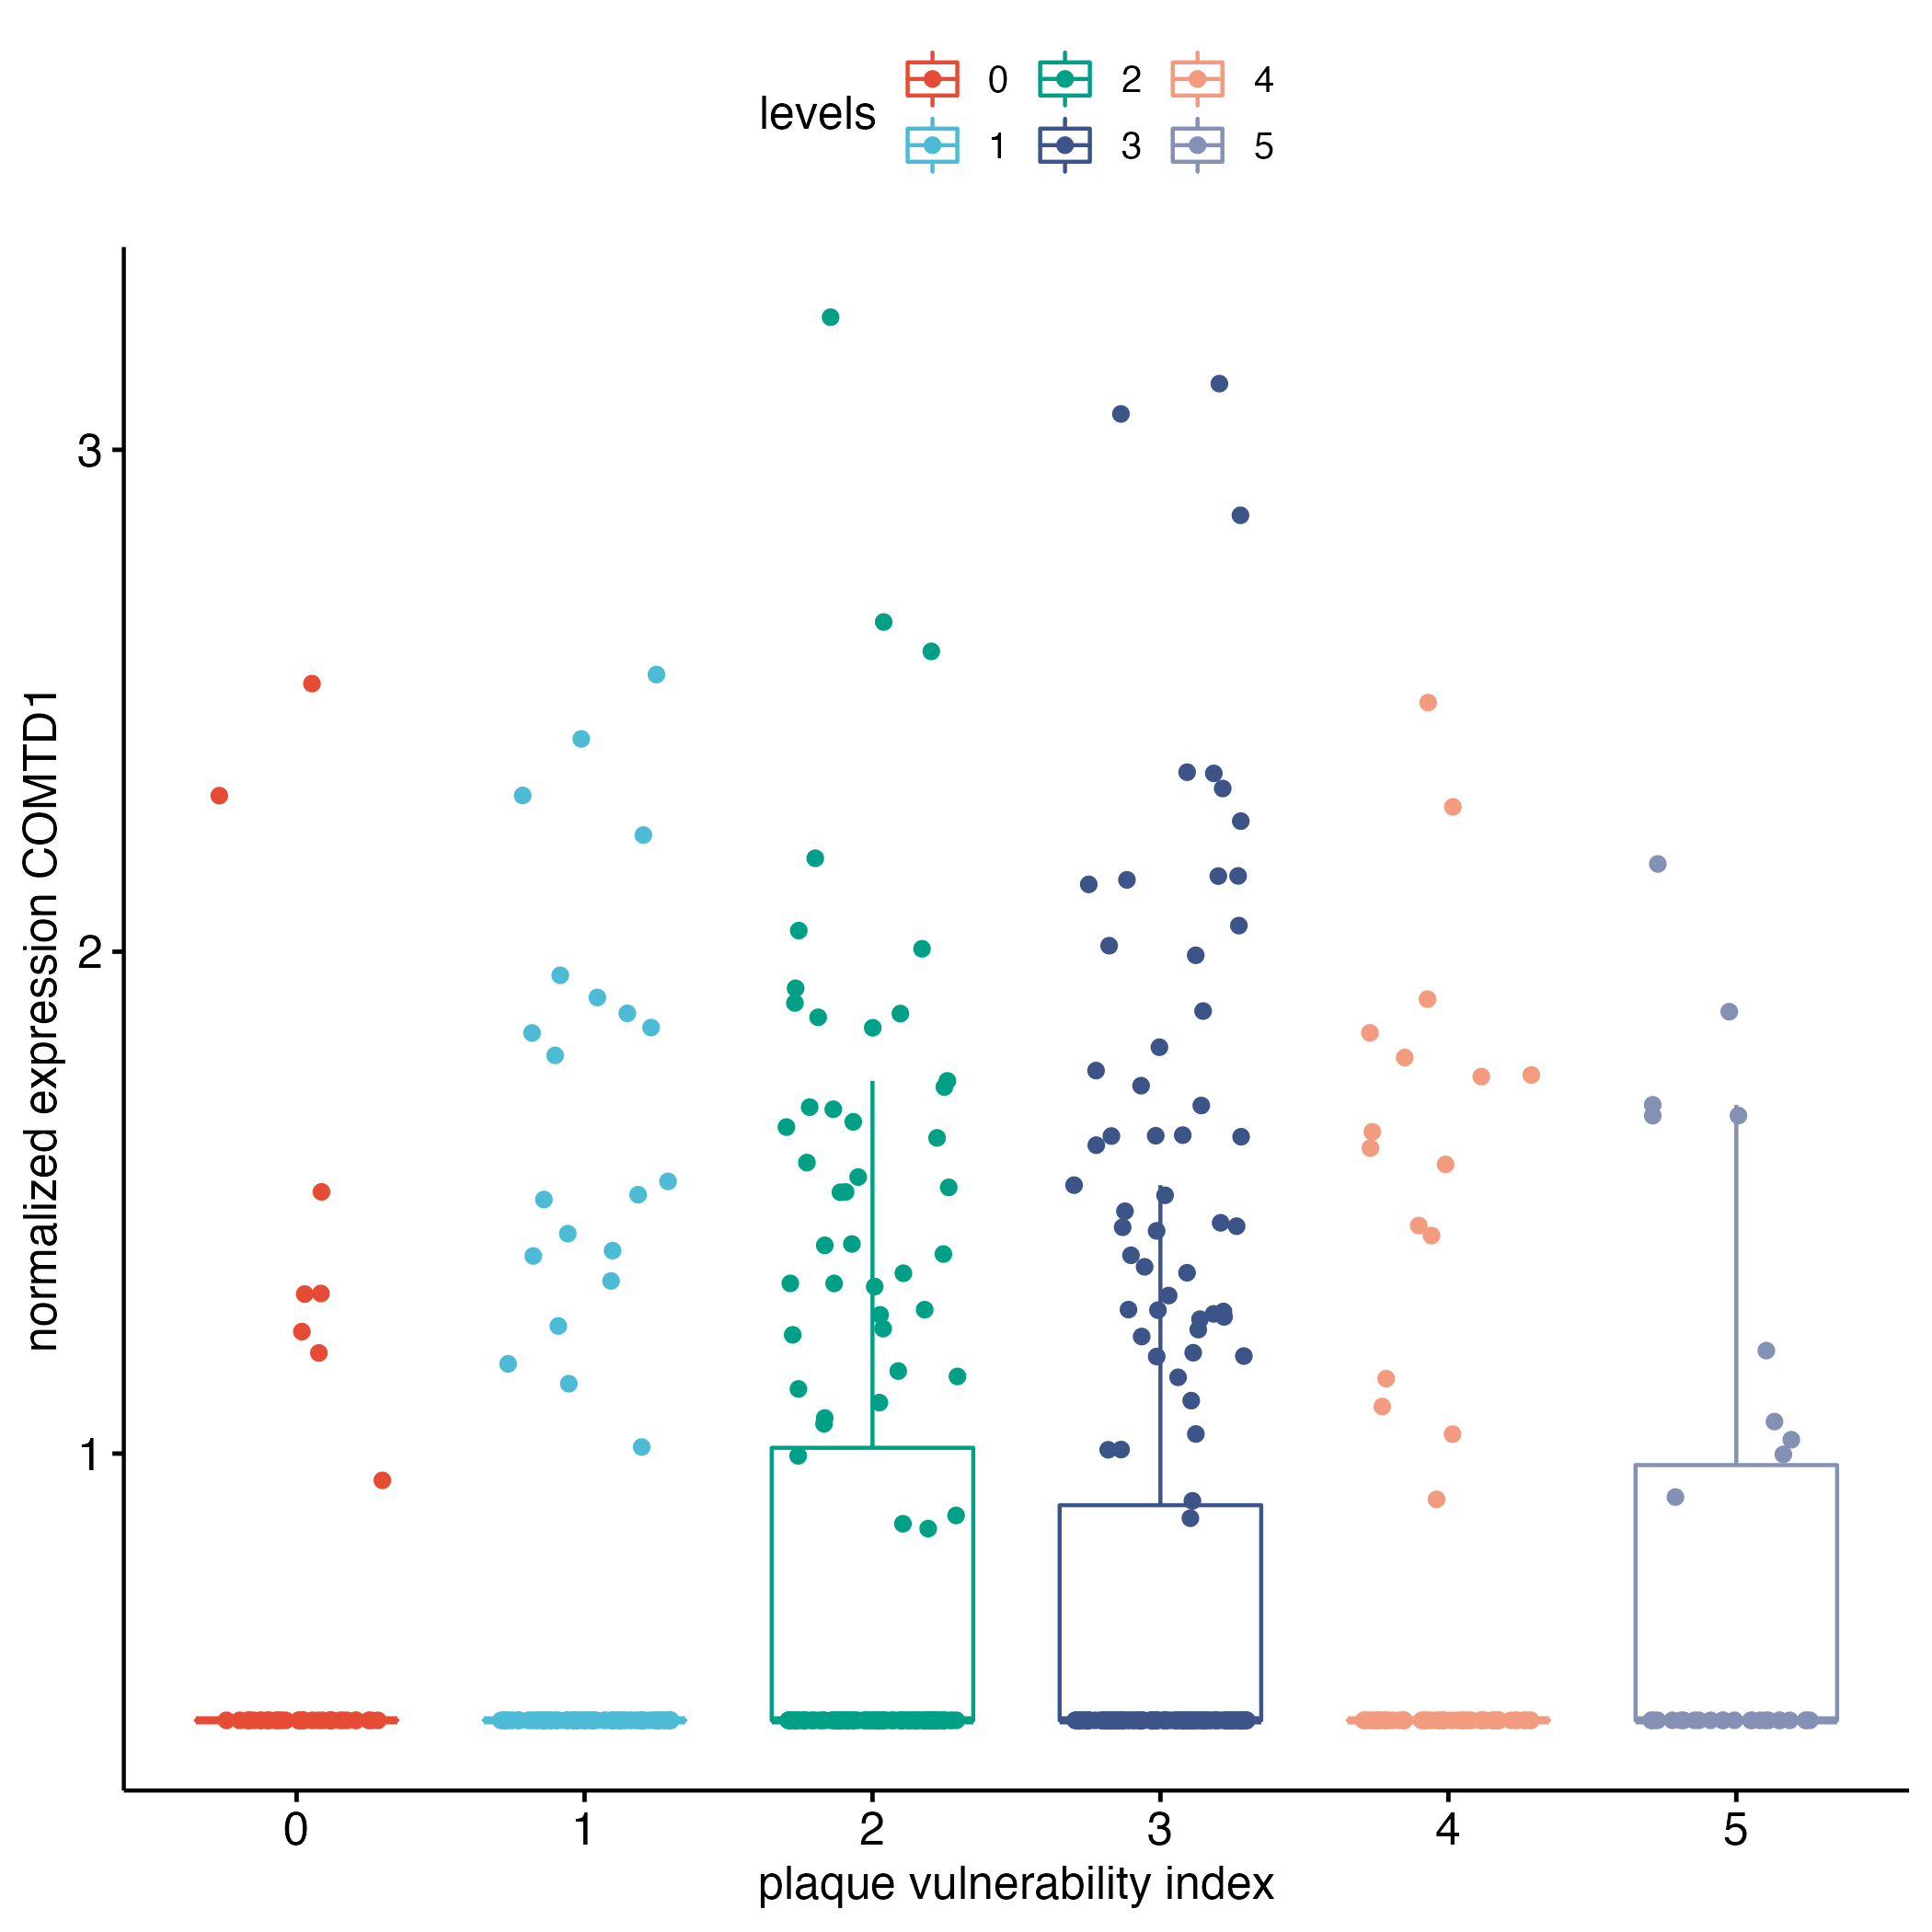 levels
0 2 4
1 3 5
normalized expression COMTD1
3
2
1
0 1 2 3 4 5
plaque vulnerability index